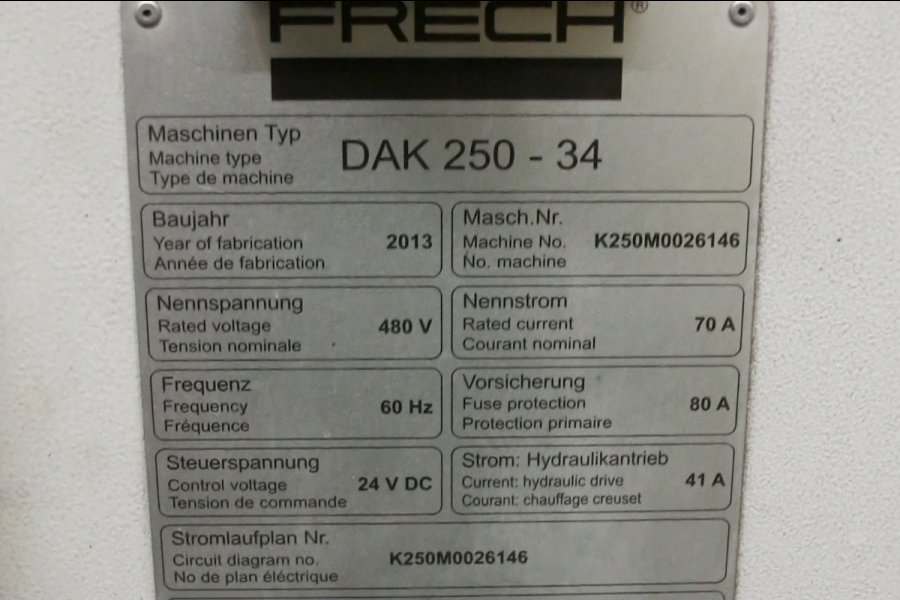 FRECH®
Maschinen Typ
Machine type
Type de machine
DAK 250 - 34
Baujahr
Year of fabrication
Année de fabrication
2013
Masch.Nr.
Machine No.
No. machine
K250M0026146
Nennspannung
Rated voltage
Tension nominale
480 V
Nennstrom
Rated current
Courant nominal
70 A
Frequenz
Frequency
Fréquence
60 Hz
Vorsicherung
Fuse protection
Protection primaire
80 A
Steuerspannung
Control voltage
Tension de commande
24 V DC
Strom: Hydraulikantrieb
Current: hydraulic drive
Courant: chauffage creuset
41 A
Stromlaufplan Nr.
Circuit diagram no.
No de plan éléctrique
K250M0026146